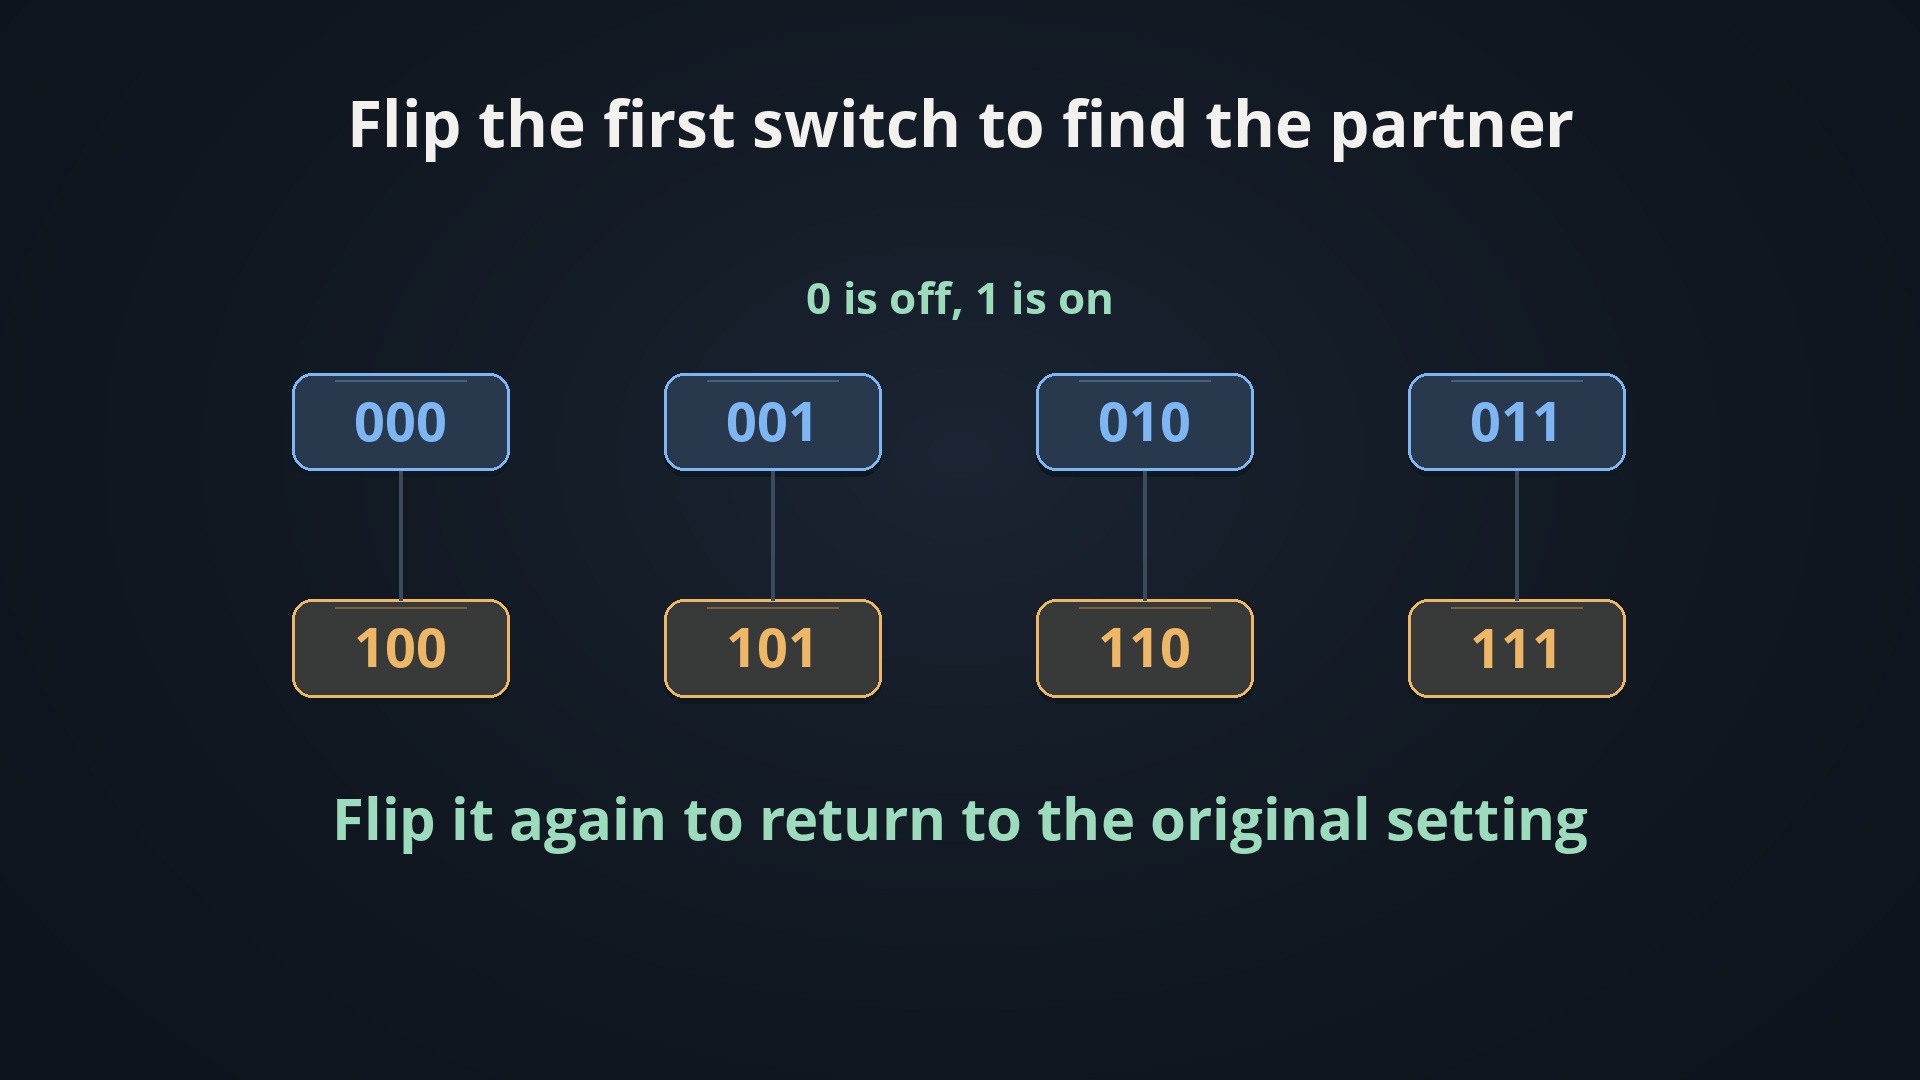 Flip the first switch to find the partner
0 is off, 1 is on
000 001 010 011
100 101 110 111
Flip it again to return to the original setting